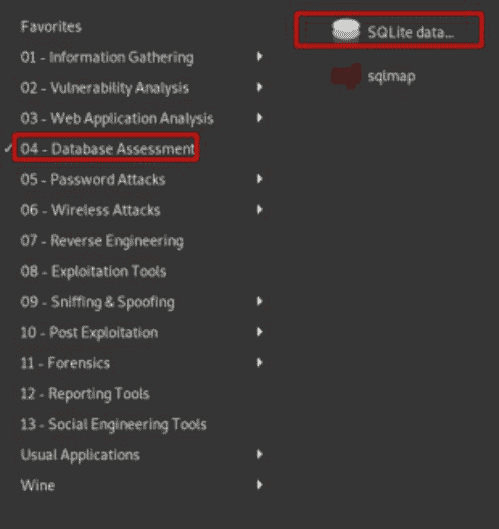 Favorites
01 - Information Gathering
02 - Vulnerability Analysis
03 - Web Application Analysis
04 - Database Assessment
05 - Password Attacks
06 - Wireless Attacks
07 - Reverse Engineering
08 - Exploitation Tools
09 - Sniffing & Spoofing
10 - Post Exploitation
11 - Forensics
12 - Reporting Tools
13 - Social Engineering Tools
Usual Applications
Wine
SQLite data...
sqlmap